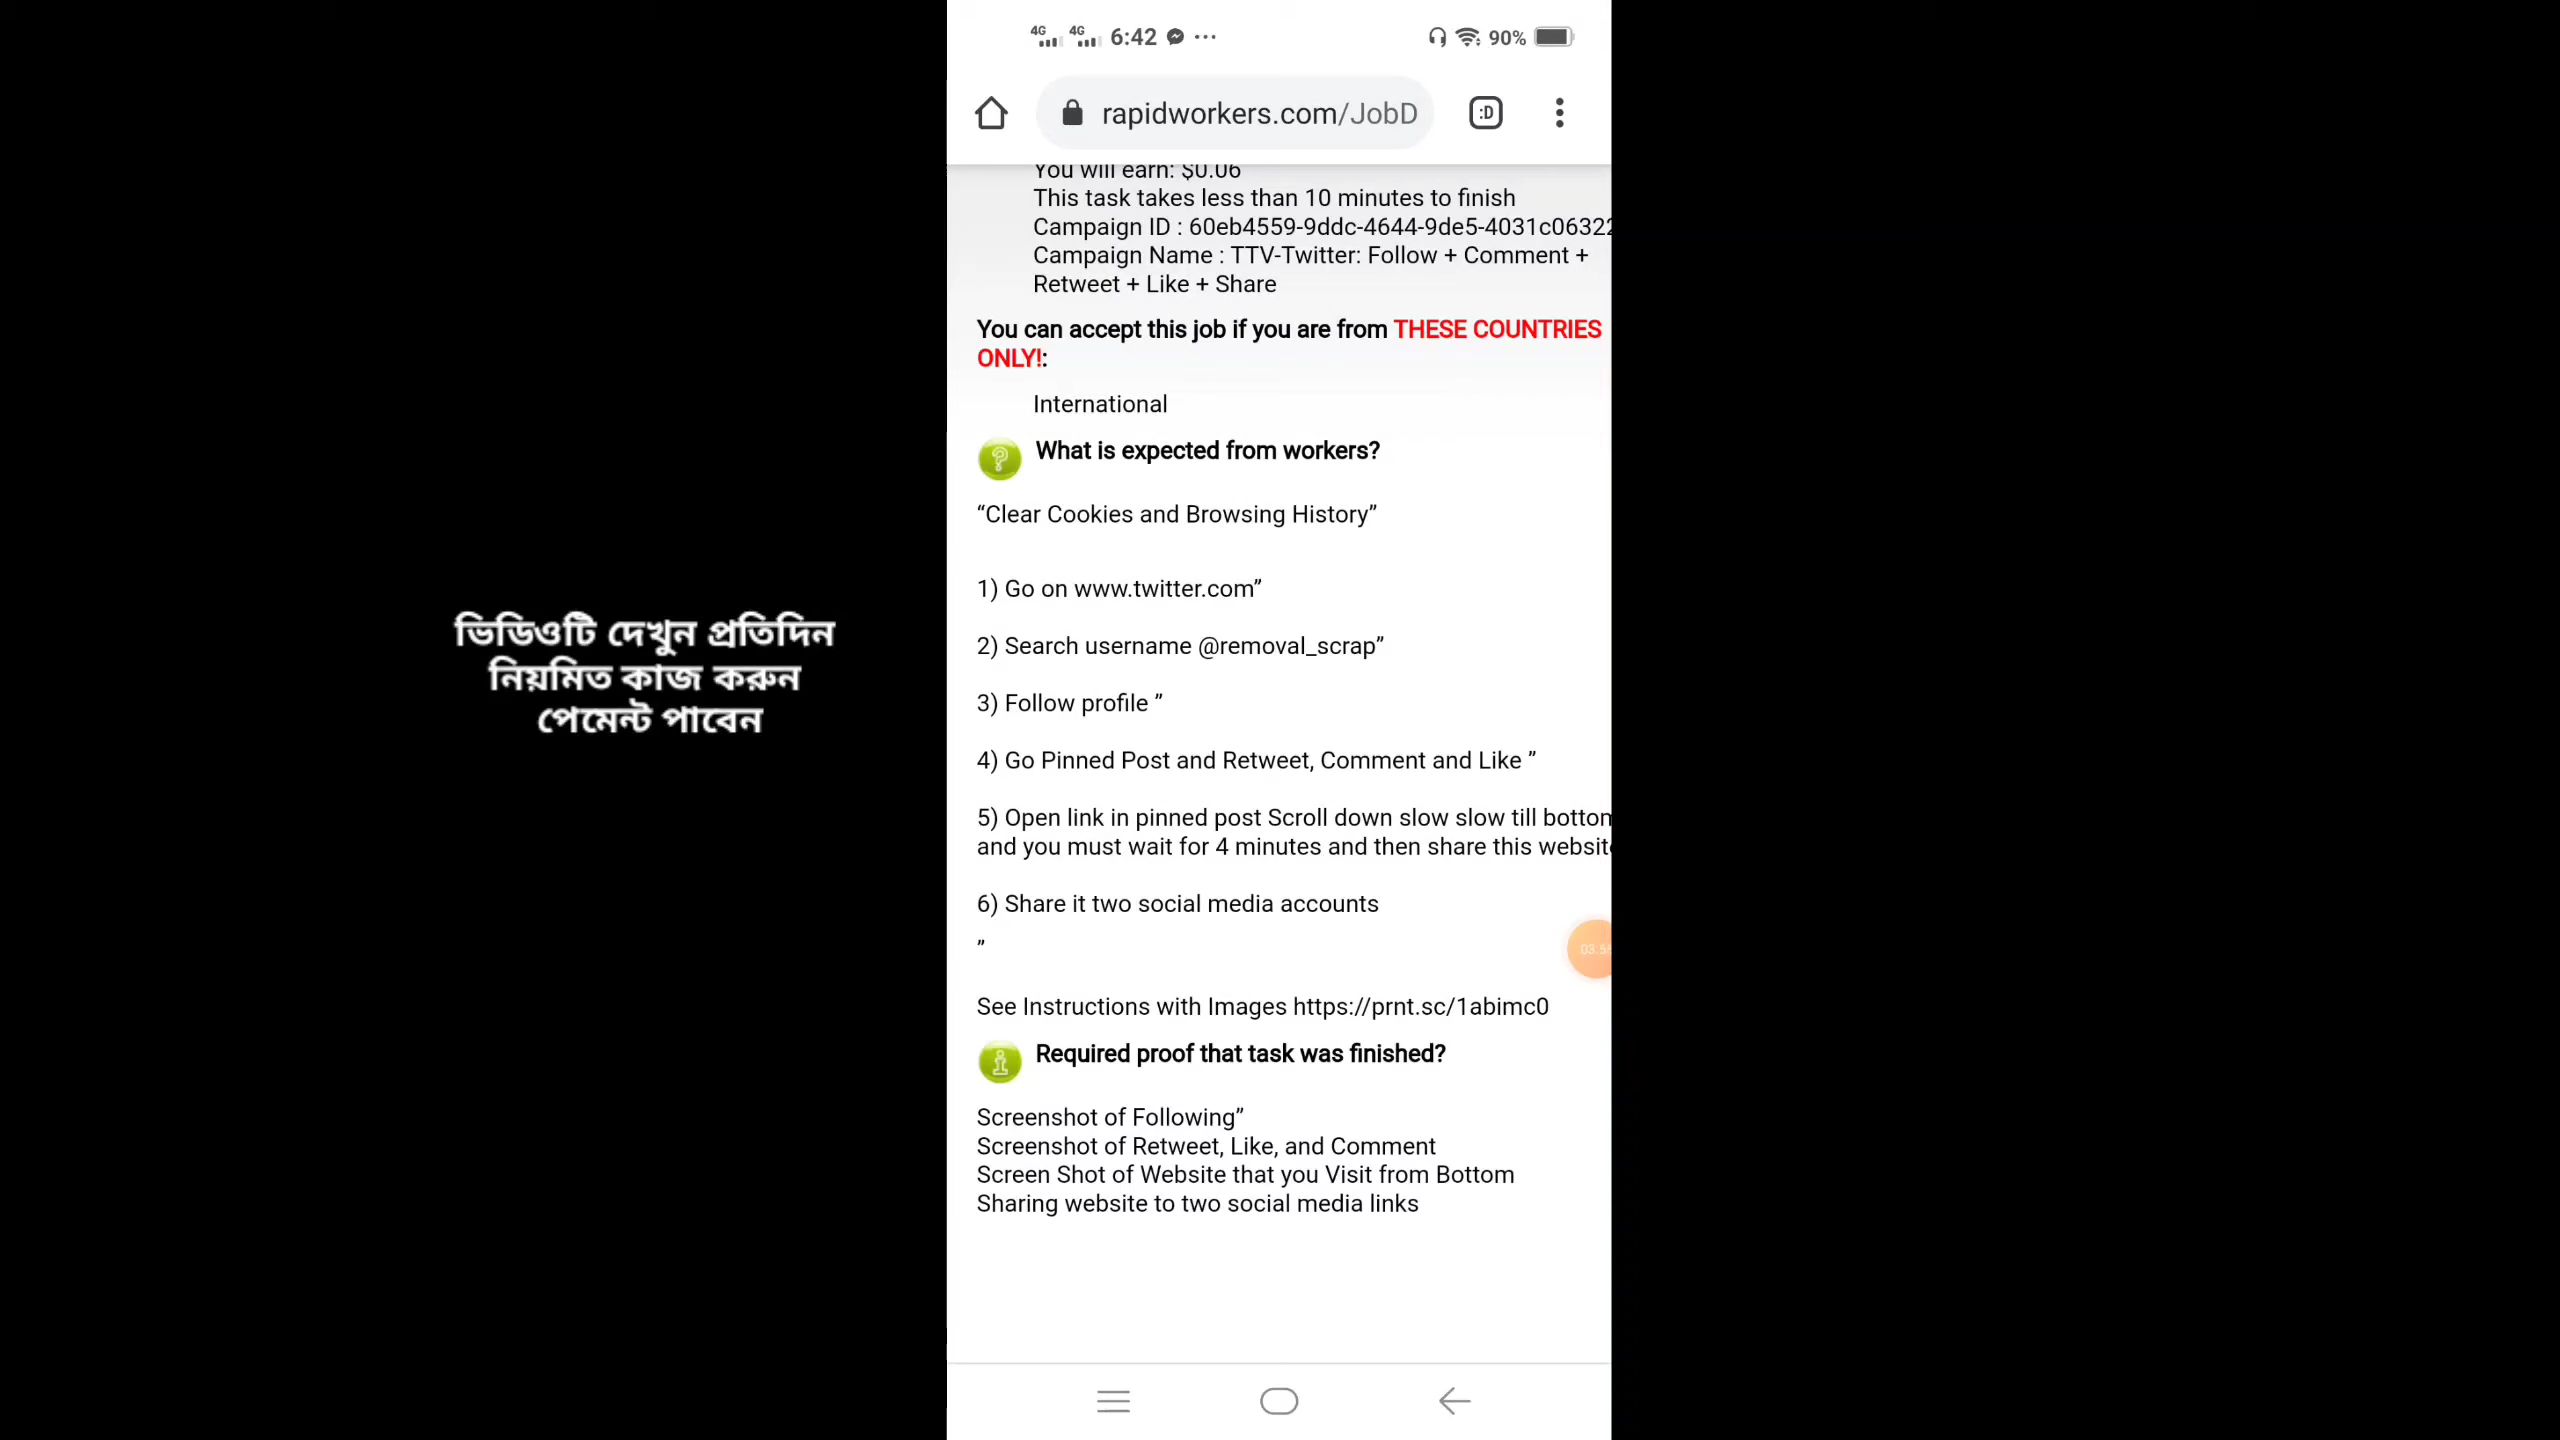 4G 4G 6:42 90%
rapidworkers.com/JobD
You will earn: $0.06
This task takes less than 10 minutes to finish
Campaign ID : 60eb4559-9ddc-4644-9de5-4031c06322
Campaign Name : TTV-Twitter: Follow + Comment +
Retweet + Like + Share
You can accept this job if you are from THESE COUNTRIES
ONLY!:
International
What is expected from workers?
“Clear Cookies and Browsing History”
1) Go on www.twitter.com”
2) Search username @removal_scrap”
3) Follow profile ”
4) Go Pinned Post and Retweet, Comment and Like ”
5) Open link in pinned post Scroll down slow slow till bottom
and you must wait for 4 minutes and then share this website
6) Share it two social media accounts
”
See Instructions with Images https://prnt.sc/1abimc0
Required proof that task was finished?
Screenshot of Following”
Screenshot of Retweet, Like, and Comment
Screen Shot of Website that you Visit from Bottom
Sharing website to two social media links
ভিডিওটি দেখুন প্রতিদিন
নিয়মিত কাজ করুন
পেমেন্ট পাবেন